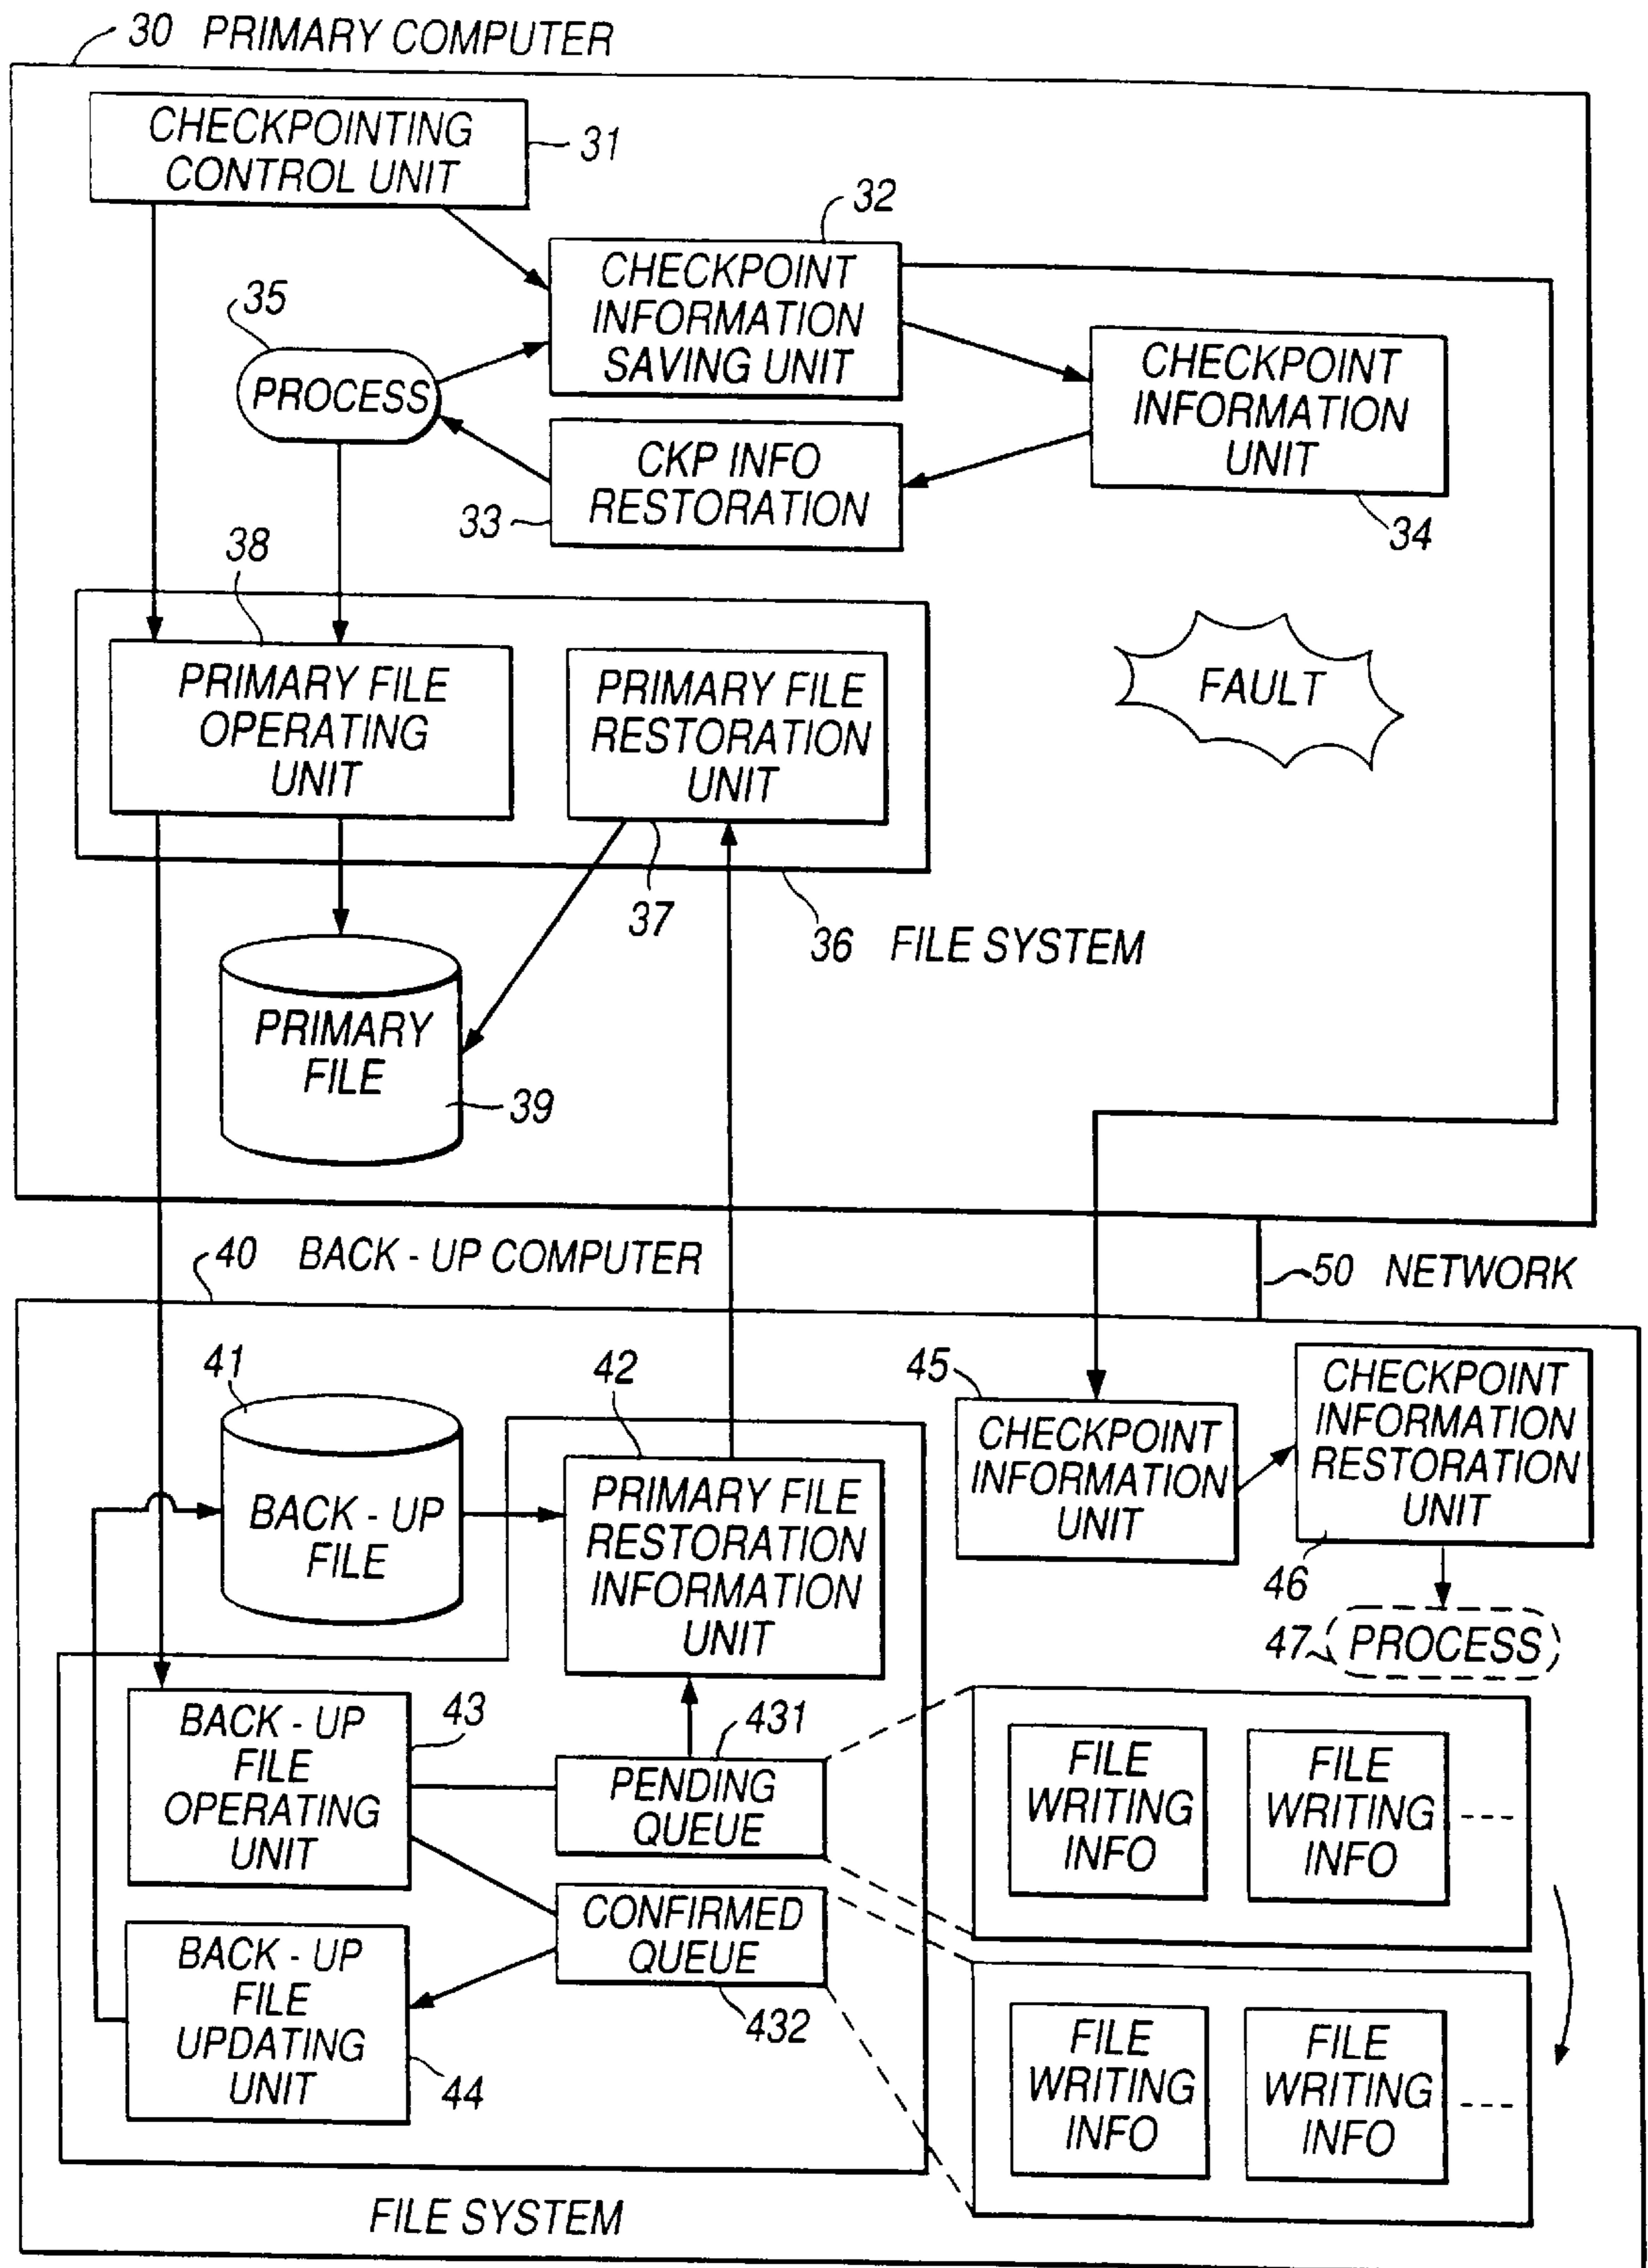 30 PRIMARY COMPUTER
CHECKPOINTING
CONTROL UNIT
31
32
CHECKPOINT
INFORMATION
SAVING UNIT
35
PROCESS
CHECKPOINT
INFORMATION
UNIT
34
CKP INFO
RESTORATION
33
38
PRIMARY FILE
OPERATING
UNIT
PRIMARY FILE
RESTORATION
UNIT
FAULT
37
36 FILE SYSTEM
PRIMARY
FILE
39
40 BACK - UP COMPUTER
50 NETWORK
41
BACK - UP
FILE
42
PRIMARY FILE
RESTORATION
INFORMATION
UNIT
45
CHECKPOINT
INFORMATION
UNIT
CHECKPOINT
INFORMATION
RESTORATION
UNIT
46
47
PROCESS
BACK - UP
FILE
OPERATING
UNIT
43
431
PENDING
QUEUE
FILE
WRITING
INFO
FILE
WRITING
INFO
CONFIRMED
QUEUE
432
BACK - UP
FILE
UPDATING
UNIT
44
FILE
WRITING
INFO
FILE
WRITING
INFO
FILE SYSTEM